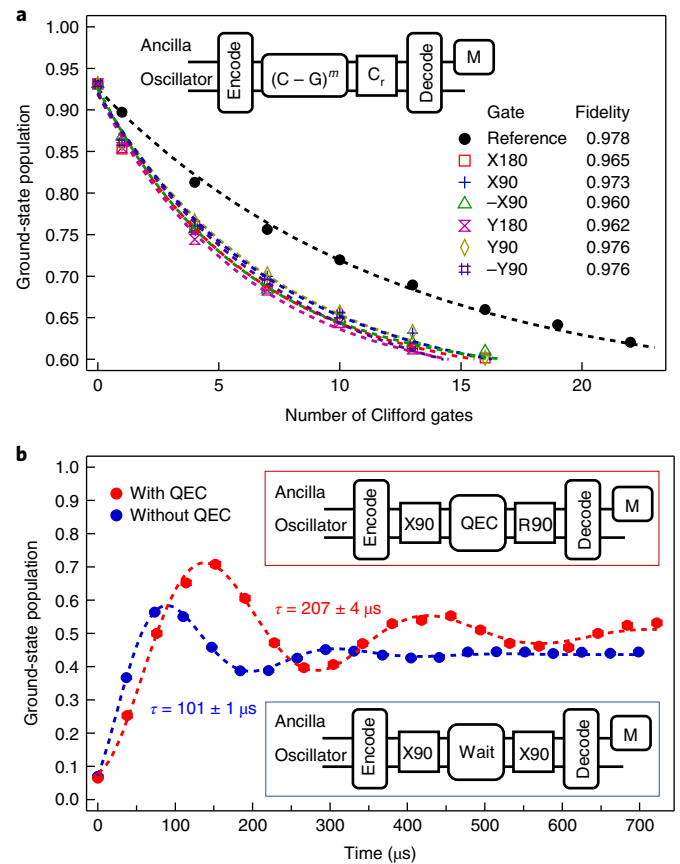 a
Ancilla
Oscillator
Encode
(C – G)^m
C_r
Decode
M
Gate Fidelity
Reference 0.978
X180 0.965
X90 0.973
–X90 0.960
Y180 0.962
Y90 0.976
–Y90 0.976
Ground-state population
0.95
0.90
0.85
0.80
0.75
0.70
0.65
0.60
0 5 10 15 20
Number of Clifford gates
b
With QEC
Without QEC
Ancilla
Oscillator
Encode
X90
QEC
R90
Decode
M
τ = 207 ± 4 μs
τ = 101 ± 1 μs
Ancilla
Oscillator
Encode
X90
Wait
X90
Decode
M
Ground-state population
1.0
0.9
0.8
0.7
0.6
0.5
0.4
0.3
0.2
0.1
0.0
0 100 200 300 400 500 600 700
Time (μs)